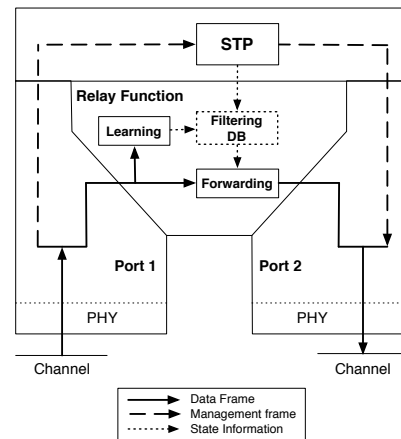 STP
Relay Function
Learning
Filtering
DB
Forwarding
Port 1
Port 2
PHY
PHY
Channel
Channel
Data Frame
Management frame
State Information